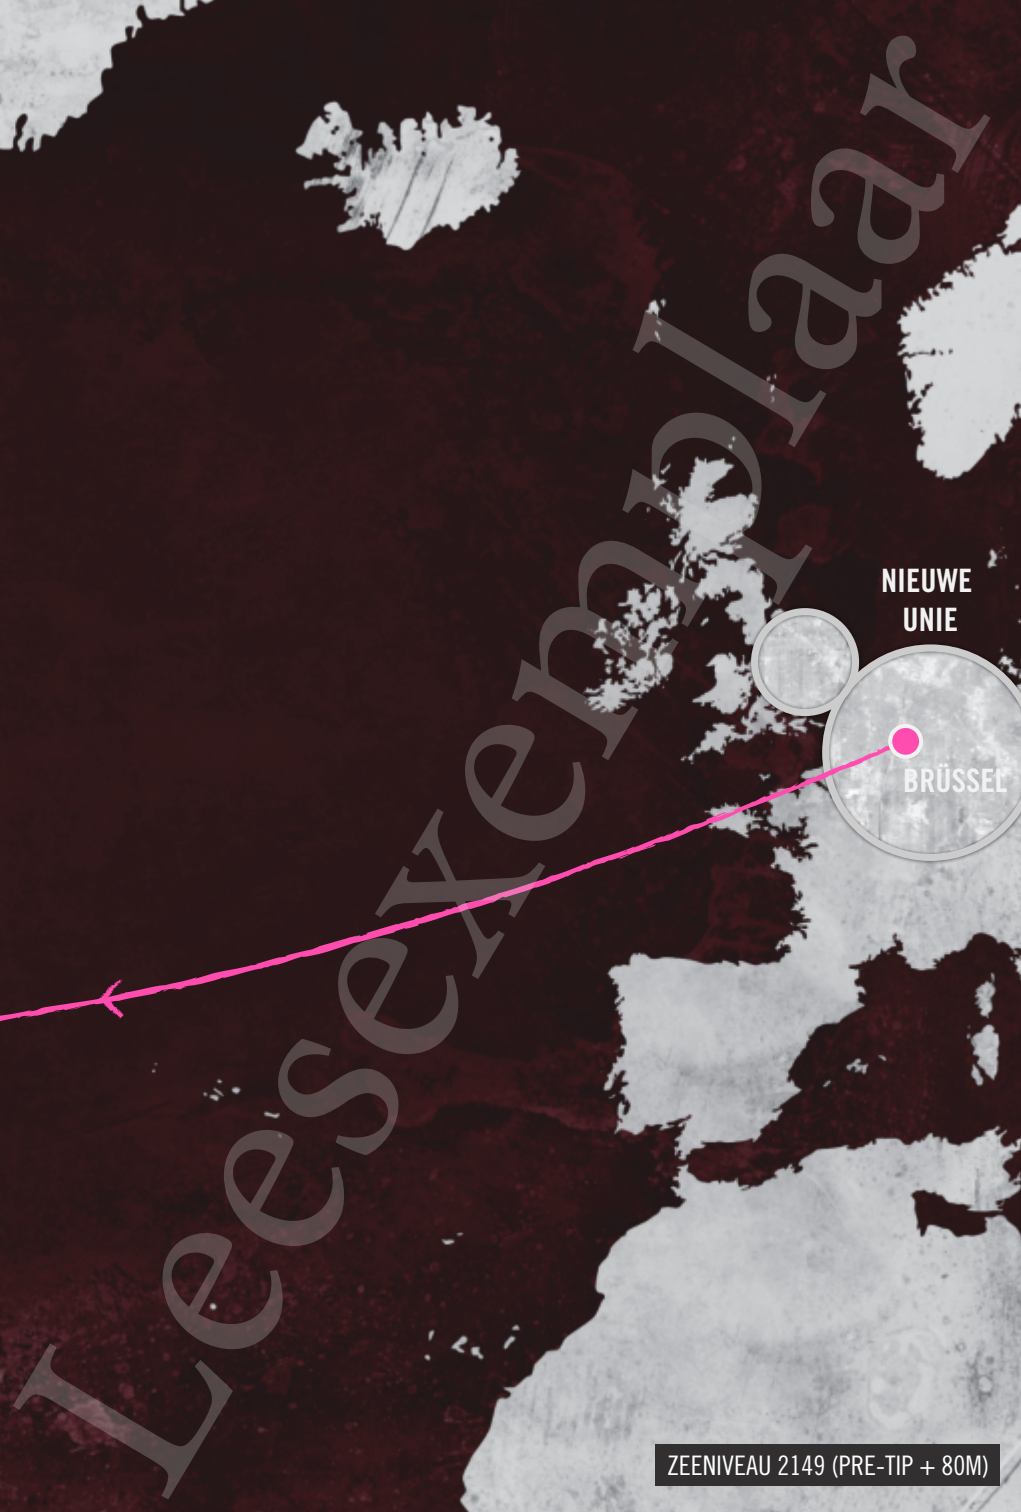 Leesexemplaar
NIEUWE
UNIE
BRÜSSEL
ZEENIVEAU 2149 (PRE-TIP + 80M)